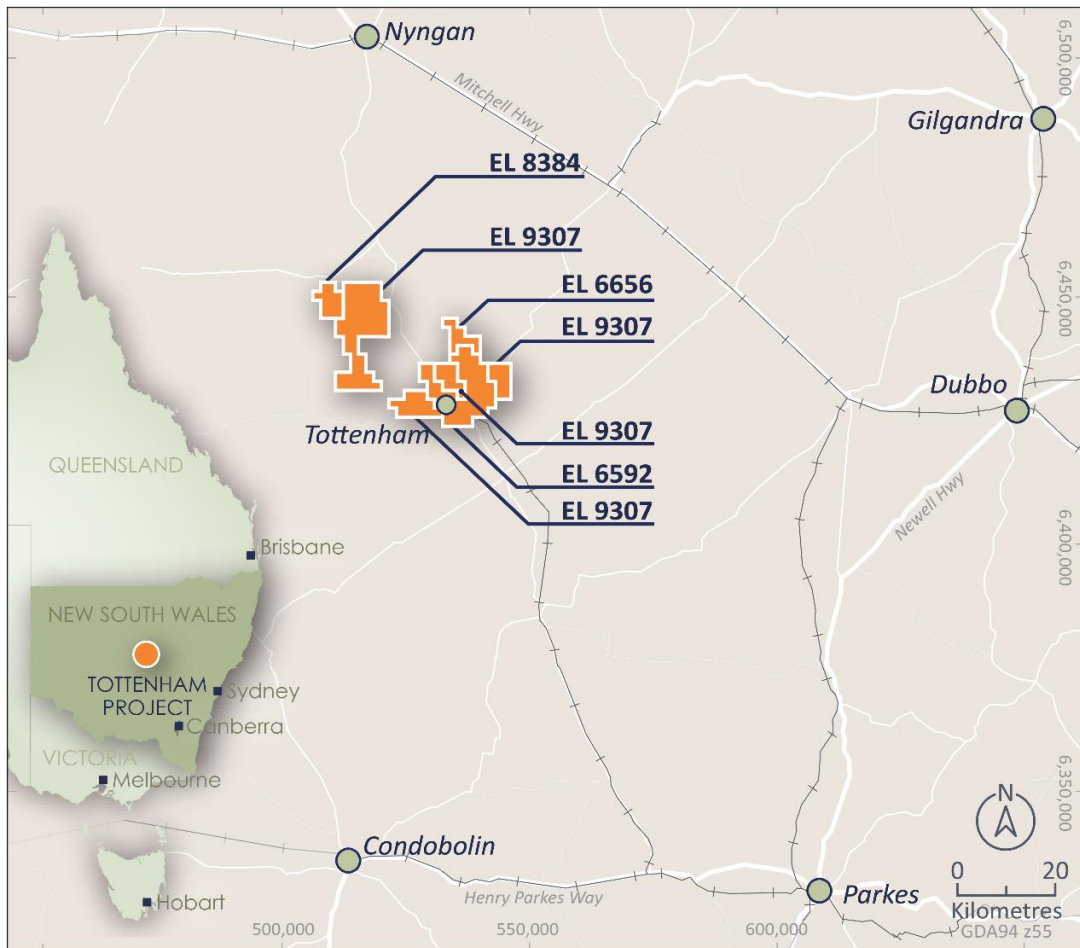 Nyngan
6,500,000
Mitchell Hwy
Gilgandra
EL 8384
EL 9307
EL 6656
6,450,000
EL 9307
Dubbo
Tottenham
EL 9307
QUEENSLAND
EL 6592
EL 9307
Newell Hwy
6,400,000
Brisbane
NEW SOUTH WALES
TOTTENHAM
PROJECT
Sydney
Canberra
VICTORIA
Melbourne
6,350,000
N
Condobolin
0 20
Kilometres
Henry Parkes Way
Parkes
Hobart
500,000
550,000
600,000
GDA94 z55